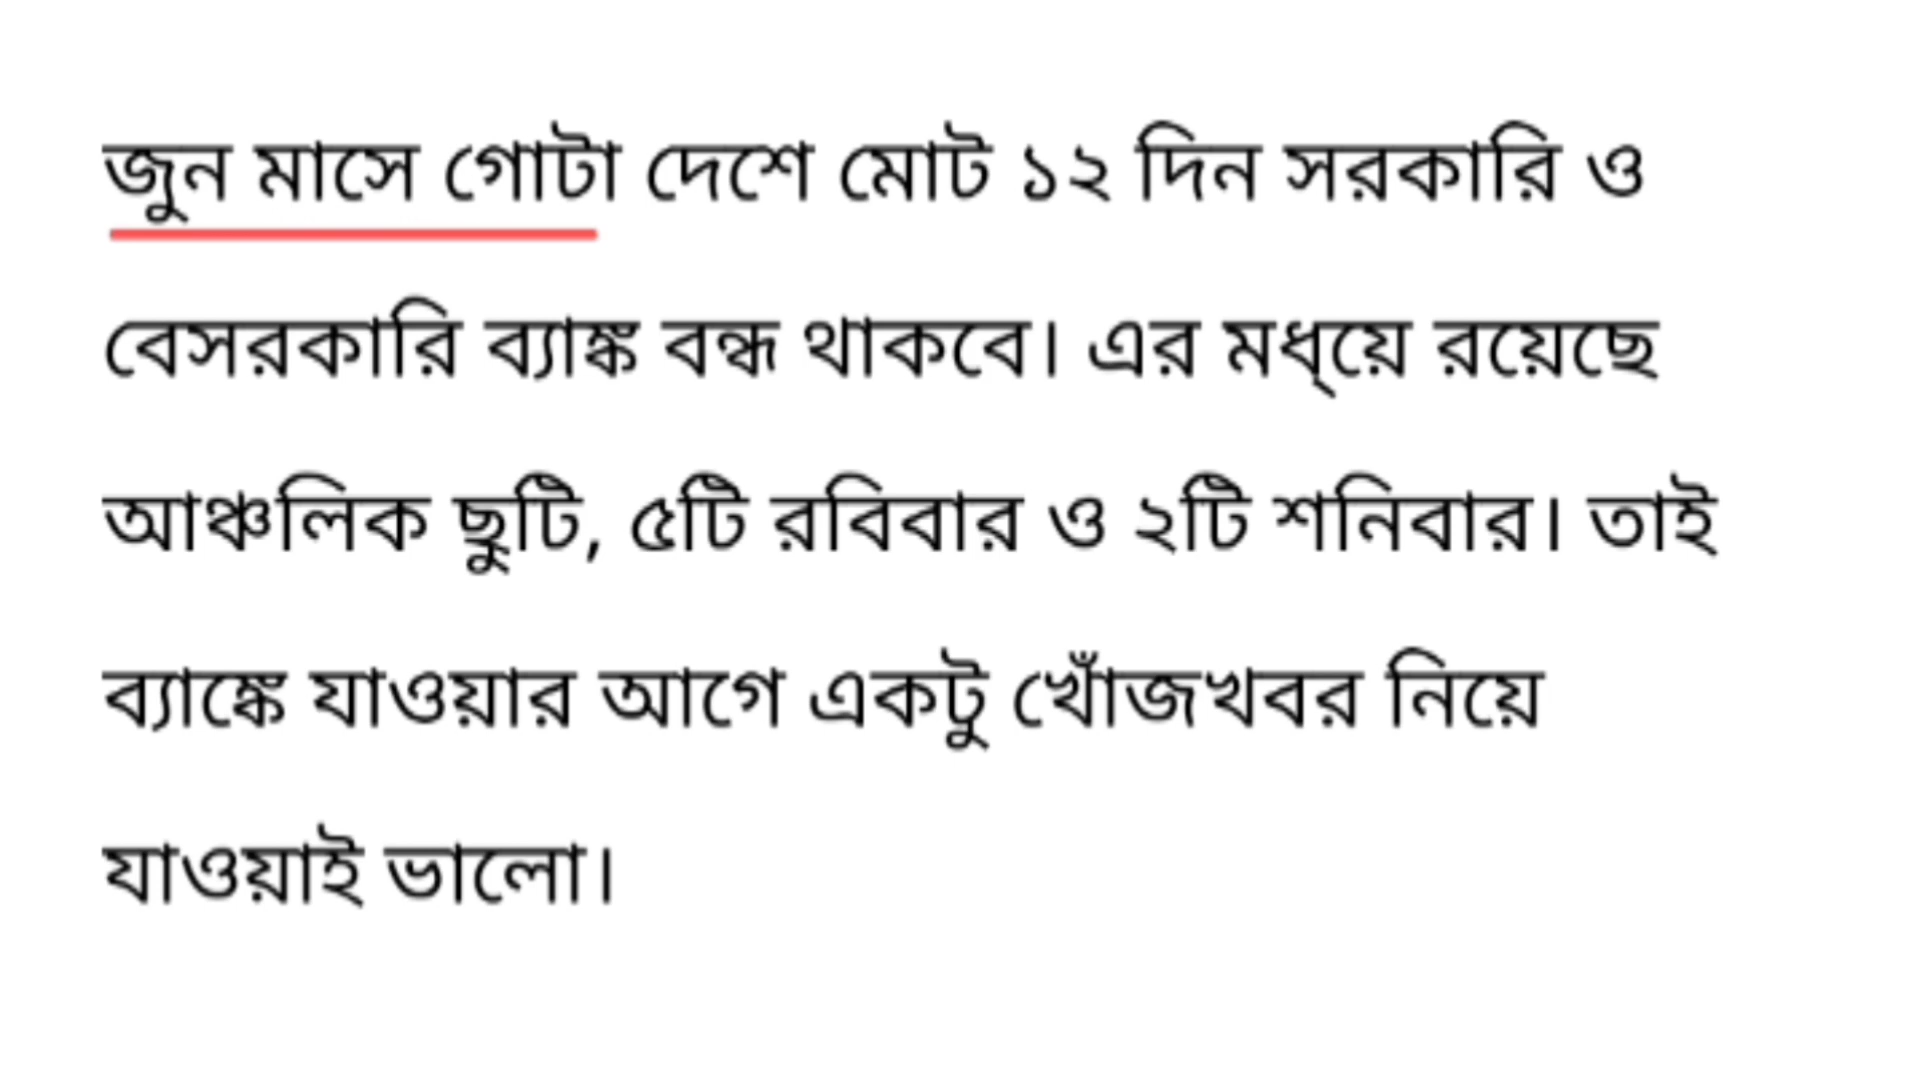 জুন মাসে গোটা দেশে মোট ১২ দিন সরকারি ও
বেসরকারি ব্যাঙ্ক বন্ধ থাকবে। এর মধ্য়ে রয়েছে
আঞ্চলিক ছুটি, ৫টি রবিবার ও ২টি শনিবার। তাই
ব্যাঙ্কে যাওয়ার আগে একটু খোঁজখবর নিয়ে
যাওয়াই ভালো।